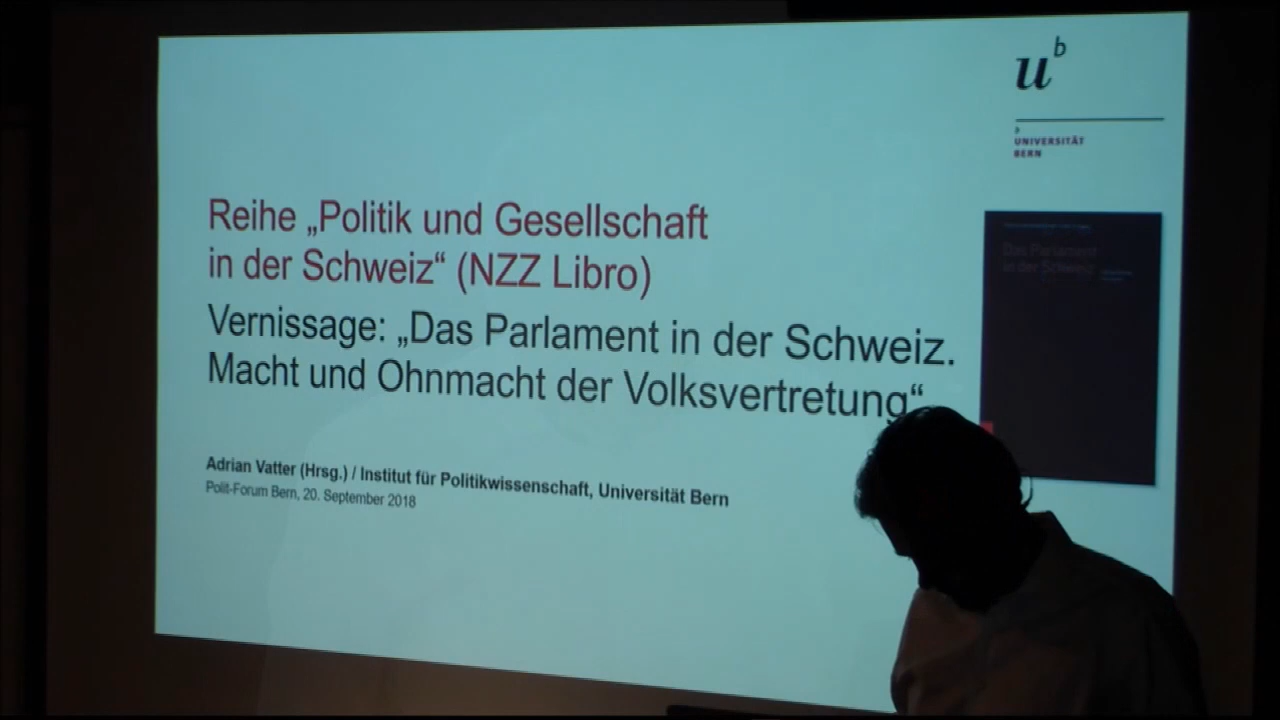 u b
b
UNIVERSITÄT
BERN
Reihe „Politik und Gesellschaft
in der Schweiz“ (NZZ Libro)
Vernissage: „Das Parlament in der Schweiz.
Macht und Ohnmacht der Volksvertretung“
Adrian Vatter (Hrsg.) / Institut für Politikwissenschaft, Universität Bern
Polit-Forum Bern, 20. September 2018
Das Parlament
in der Schweiz